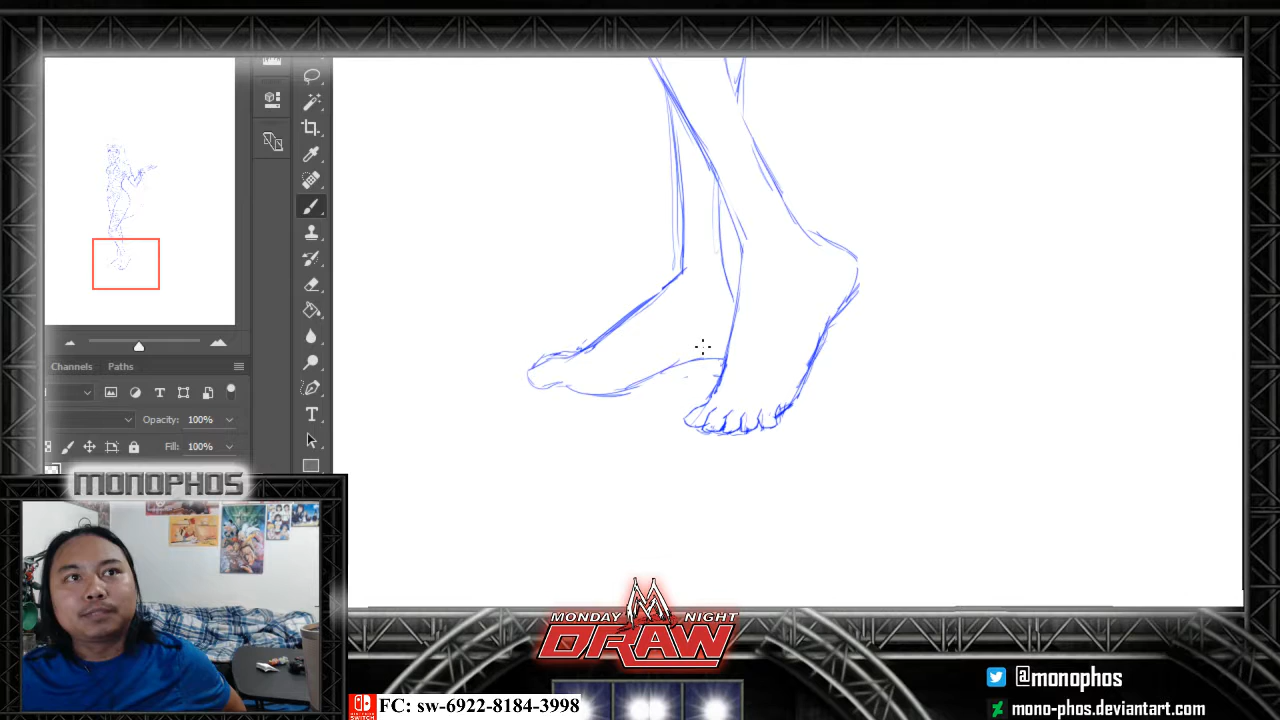 Channels Paths
Opacity: 100%
Fill: 100%
MONOPHOS
MONDAY NIGHT
DRAW
FC: sw-6922-8184-3998
@monophos
mono-phos.deviantart.com